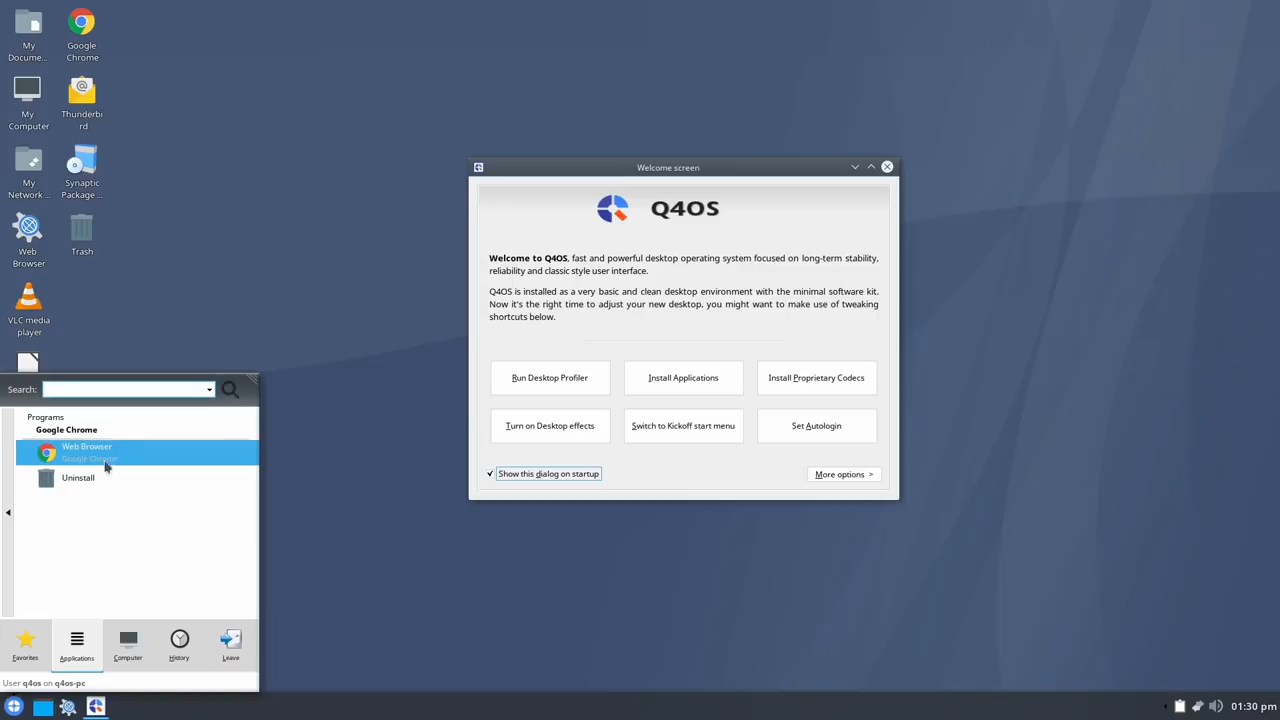 My
Docume...
Google
Chrome
My
Computer
Thunderbi
rd
My
Network ...
Synaptic
Package ...
Web
Browser
Trash
VLC media
player
Welcome screen
Q4OS
Welcome to Q4OS, fast and powerful desktop operating system focused on long-term stability,
reliability and classic style user interface.
Q4OS is installed as a very basic and clean desktop environment with the minimal software kit.
Now it's the right time to adjust your new desktop, you might want to make use of tweaking
shortcuts below.
Run Desktop Profiler
Install Applications
Install Proprietary Codecs
Turn on Desktop effects
Switch to Kickoff start menu
Set Autologin
Show this dialog on startup
More options >
Search:
Programs
Google Chrome
Web Browser
Google Chrome
Uninstall
Favorites
Applications
Computer
History
Leave
User q4os on q4os-pc
01:30 pm